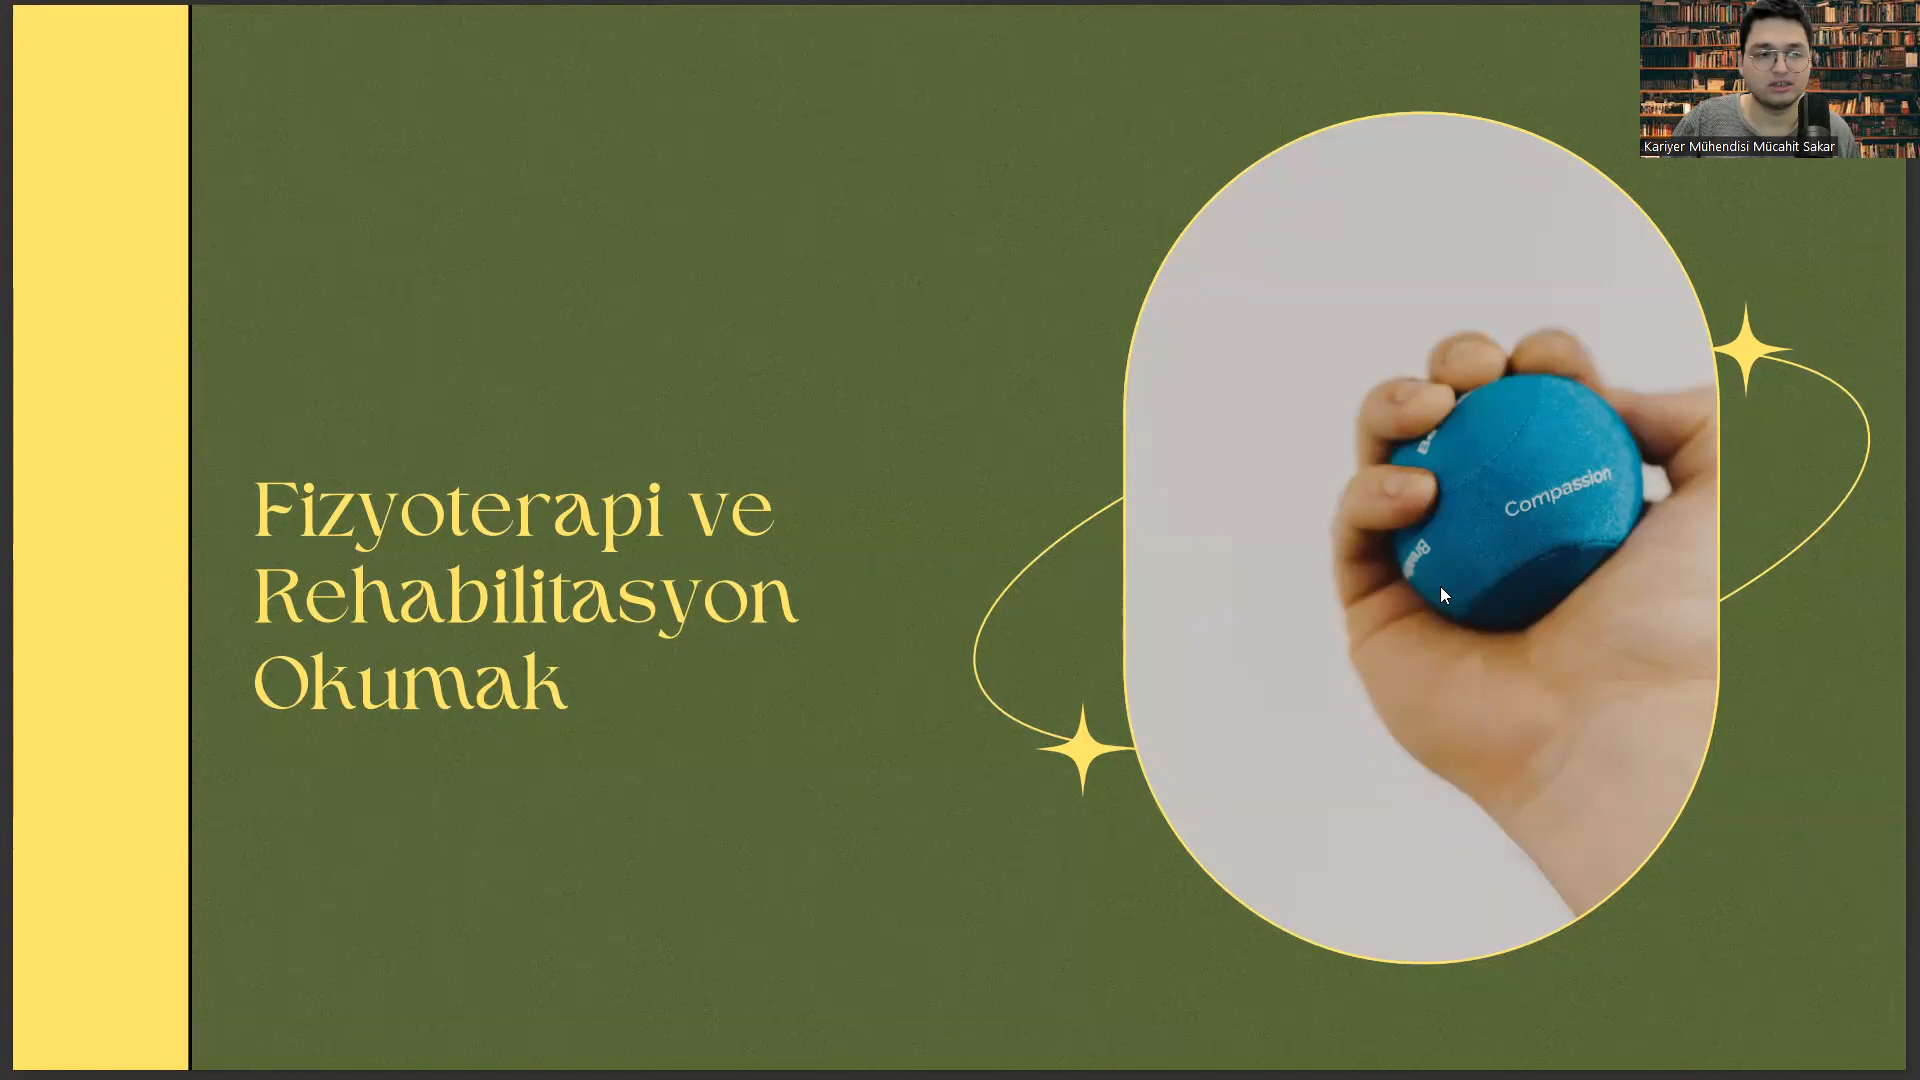 Kariyer Mühendisi Mücahit Sakar
Fizyoterapi ve
Rehabilitasyon
Okumak
Compassion